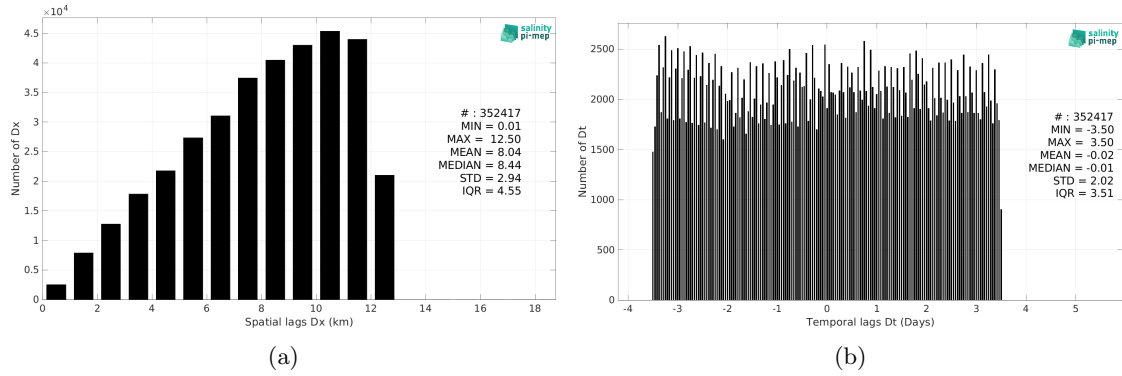 ×10⁴
4.5
4
3.5
3
2.5
2
1.5
1
0.5
0
Number of Dx
salinity
pi-mep
# : 352417
MIN = 0.01
MAX = 12.50
MEAN = 8.04
MEDIAN = 8.44
STD = 2.94
IQR = 4.55
0 2 4 6 8 10 12 14 16 18
Spatial lags Dx (km)
(a)
2500
2000
1500
1000
500
0
Number of Dt
salinity
pi-mep
# : 352417
MIN = -3.50
MAX = 3.50
MEAN = -0.02
MEDIAN = -0.01
STD = 2.02
IQR = 3.51
-4 -3 -2 -1 0 1 2 3 4 5
Temporal lags Dt (Days)
(b)